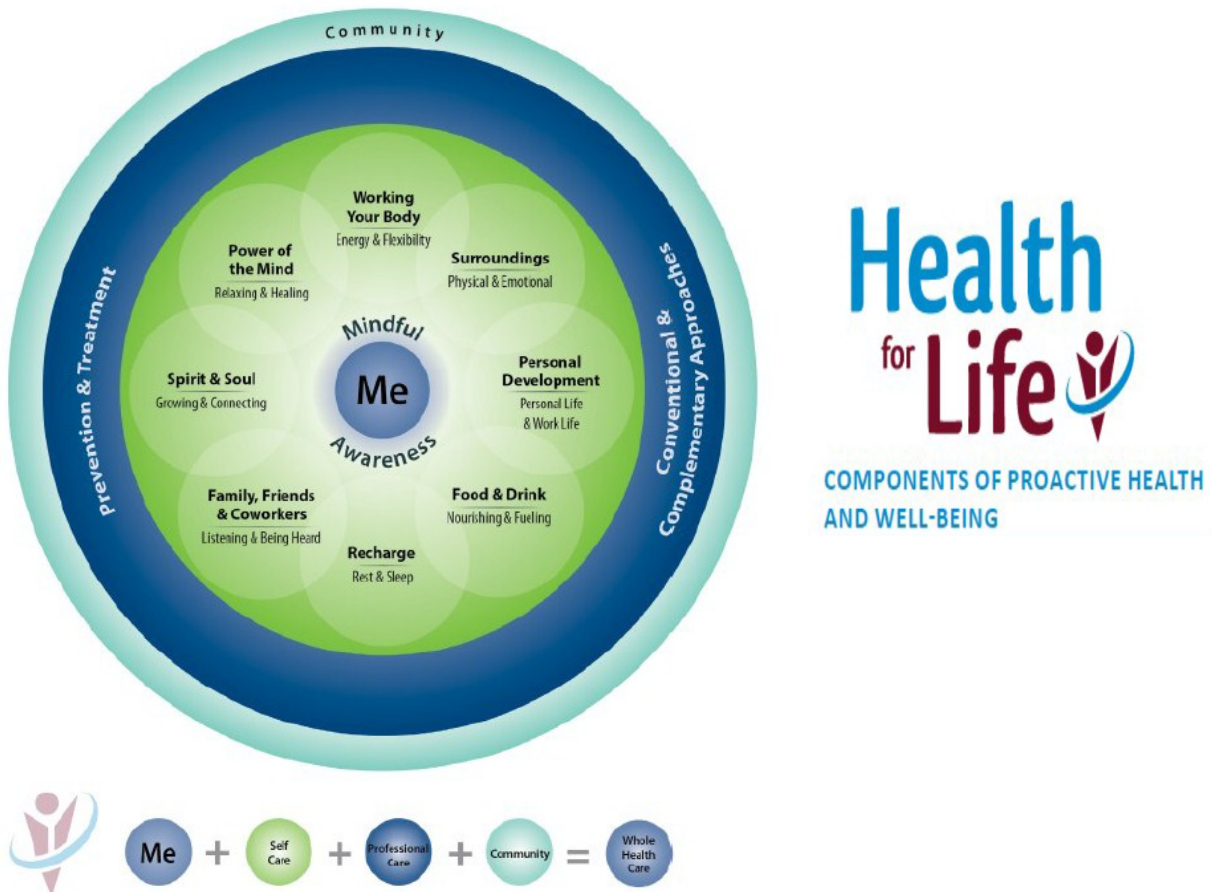 Community
Prevention & Treatment
Conventional &
Complementary Approaches
Working
Your Body
Energy & Flexibility
Surroundings
Physical & Emotional
Personal
Development
Personal Life
& Work Life
Food & Drink
Nourishing & Fueling
Recharge
Rest & Sleep
Family, Friends
& Coworkers
Listening & Being Heard
Spirit & Soul
Growing & Connecting
Power of
the Mind
Relaxing & Healing
Mindful
Me
Awareness
Health
for Life
COMPONENTS OF PROACTIVE HEALTH
AND WELL-BEING
Me + Self Care + Professional Care + Community = Whole Health Care